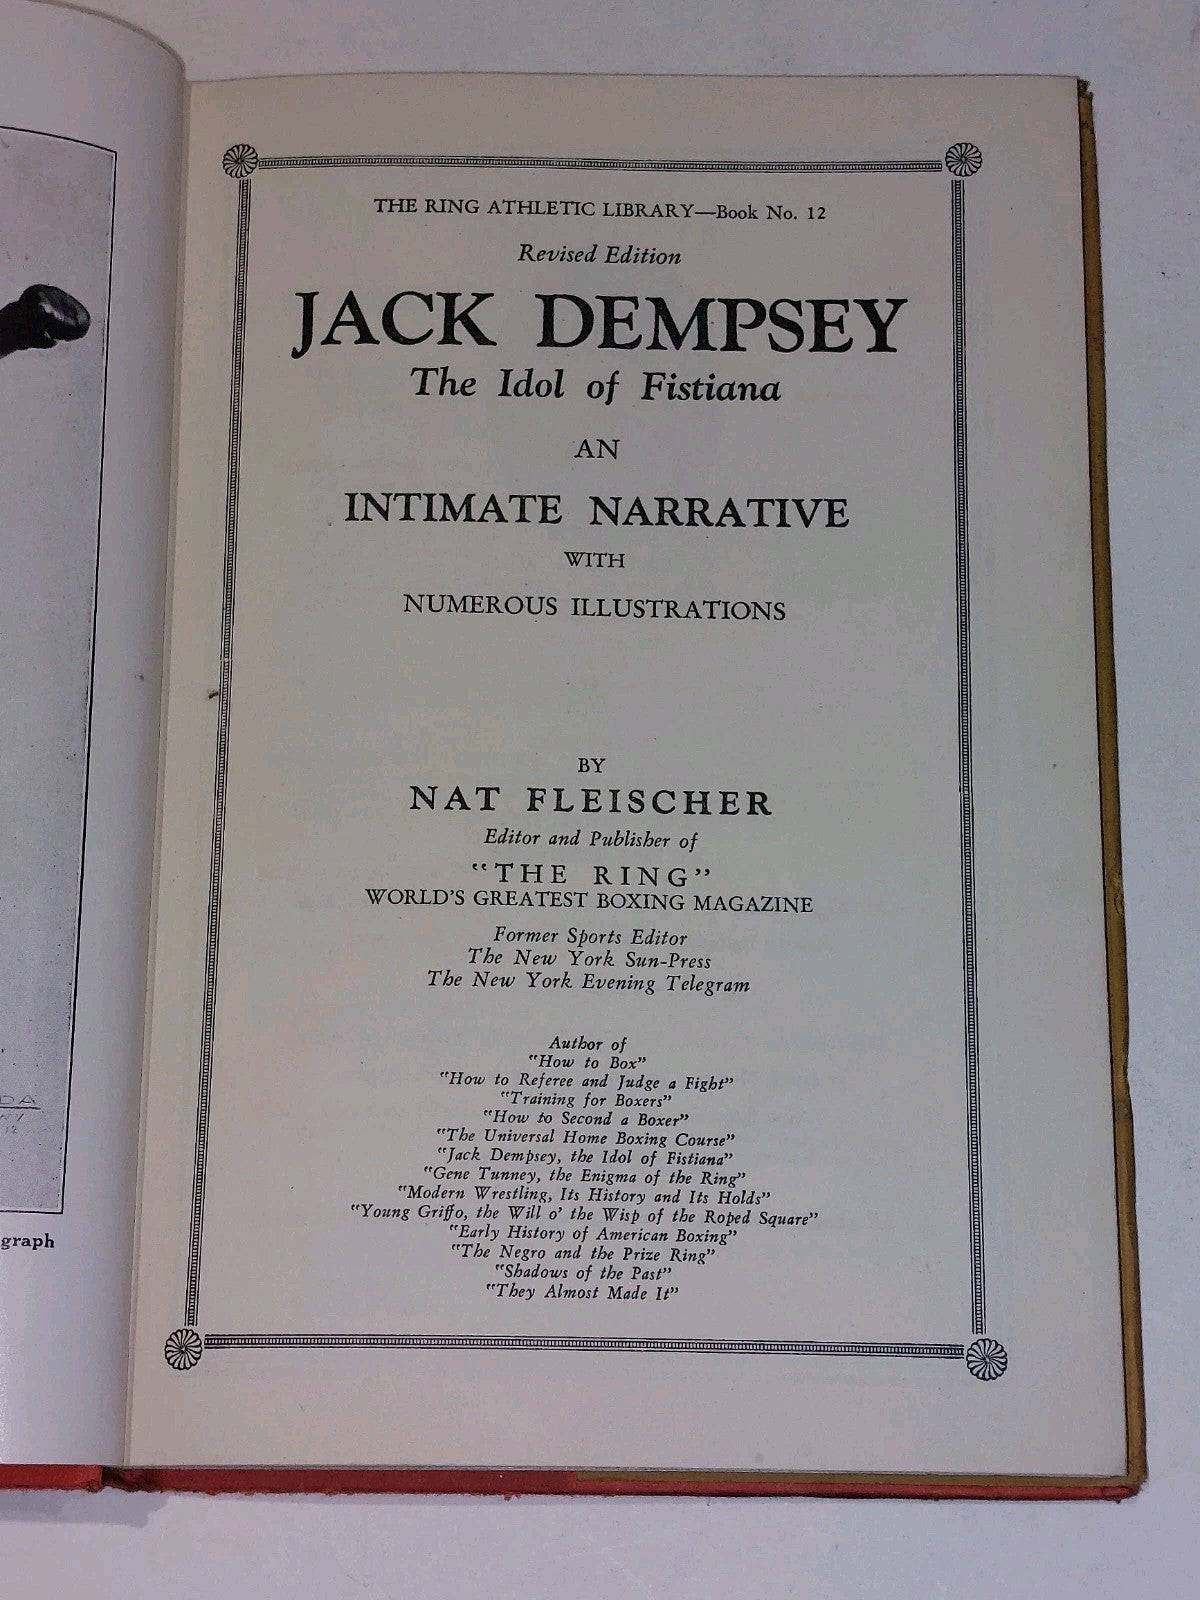 THE RING ATHLETIC LIBRARY—Book No. 12
Revised Edition
JACK DEMPSEY
The Idol of Fistiana
AN
INTIMATE NARRATIVE
WITH
NUMEROUS ILLUSTRATIONS
BY
NAT FLEISCHER
Editor and Publisher of
"THE RING"
WORLD'S GREATEST BOXING MAGAZINE
Former Sports Editor
The New York Sun-Press
The New York Evening Telegram
Author of
"How to Box"
"How to Referee and Judge a Fight"
"Training for Boxers"
"How to Second a Boxer"
"The Universal Home Boxing Course"
"Jack Dempsey, the Idol of Fistiana"
"Gene Tunney, the Enigma of the Ring"
"Modern Wrestling, Its History and Its Holds"
"Young Griffo, the Will o' the Wisp of the Roped Square"
"Early History of American Boxing"
"The Negro and the Prize Ring"
"Shadows of the Past"
"They Almost Made It"
graph